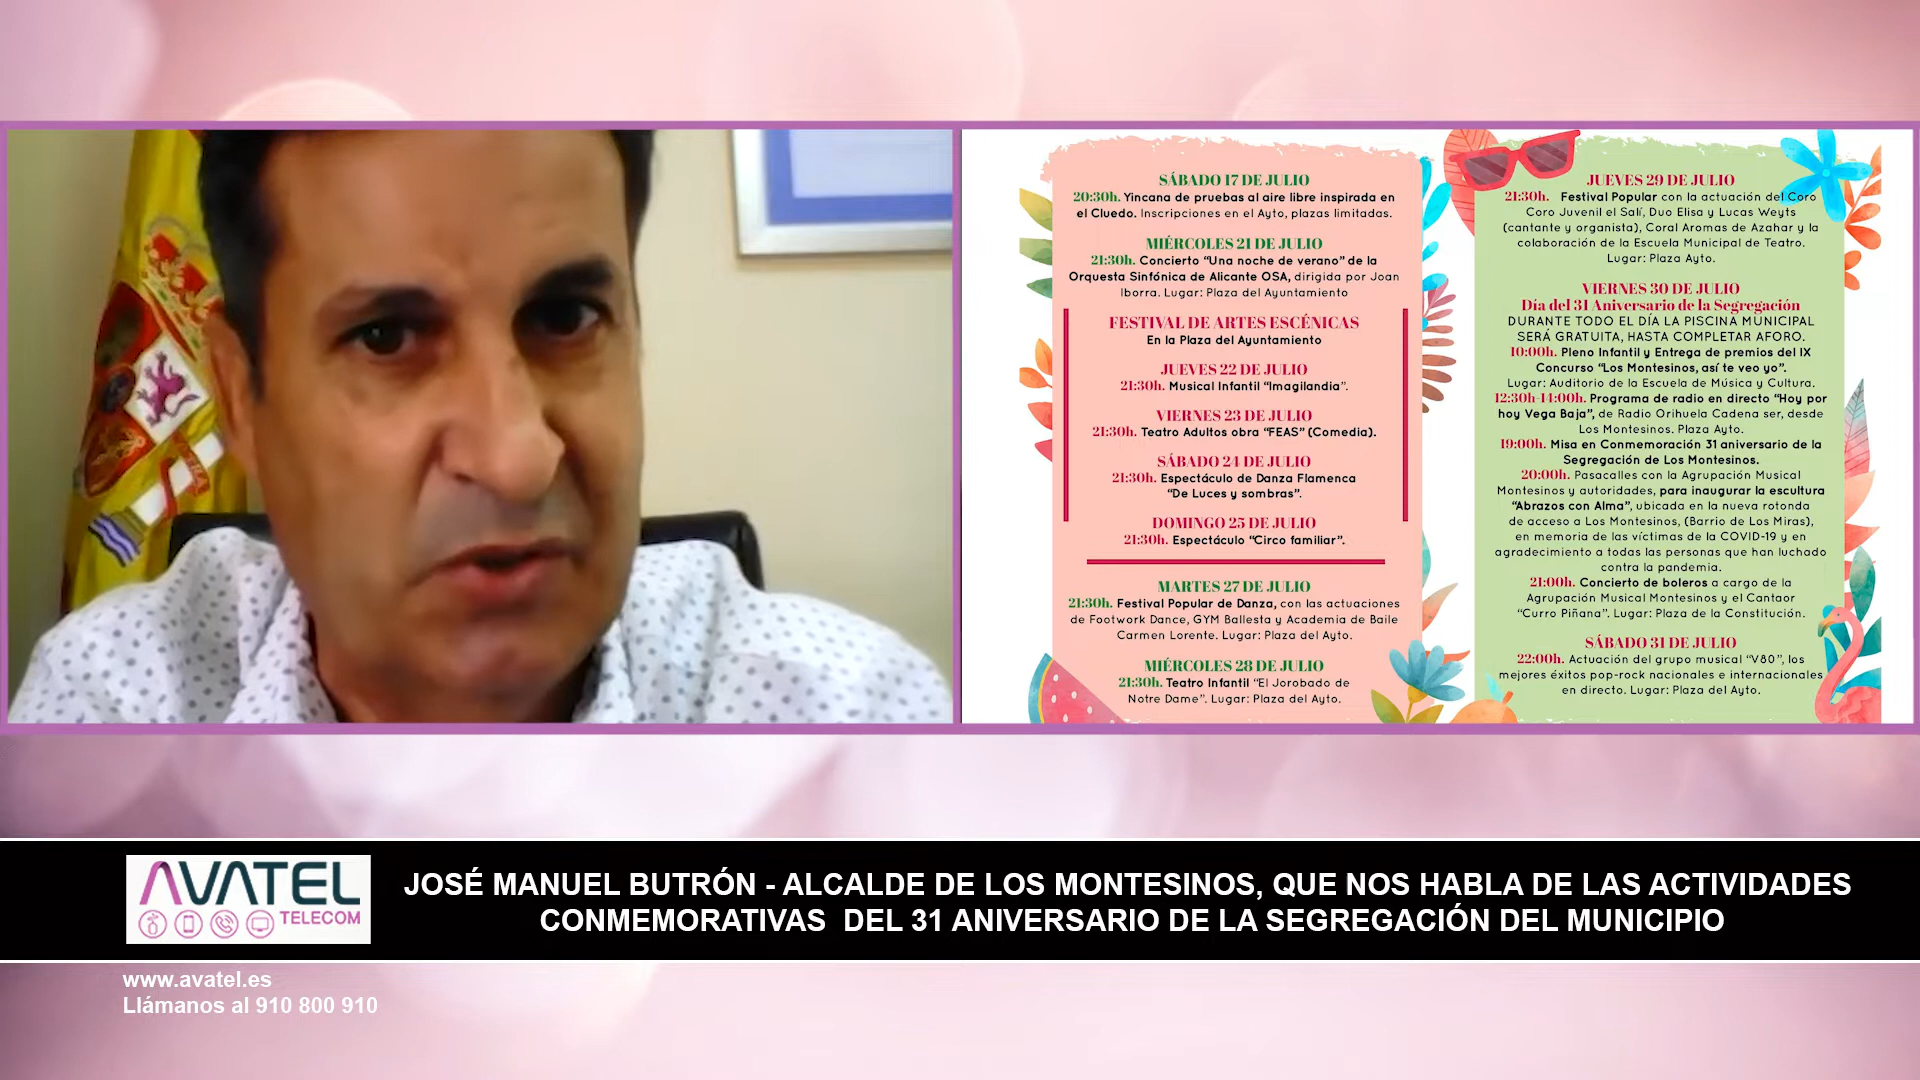 SÁBADO 17 DE JULIO
20:30h. Yincana de pruebas al aire libre inspirada en
el Cluedo. Inscripciones en el Ayto, plazas limitadas.
MIÉRCOLES 21 DE JULIO
21:30h. Concierto “Una noche de verano” de la
Orquesta Sinfónica de Alicante OSA, dirigida por Joan
Iborra. Lugar: Plaza del Ayuntamiento
FESTIVAL DE ARTES ESCÉNICAS
En la Plaza del Ayuntamiento
JUEVES 22 DE JULIO
21:30h. Musical Infantil “Imagilandia”.
VIERNES 23 DE JULIO
21:30h. Teatro Adultos obra “FEAS” (Comedia).
SÁBADO 24 DE JULIO
21:30h. Espectáculo de Danza Flamenca
“De Luces y sombras”.
DOMINGO 25 DE JULIO
21:30h. Espectáculo “Circo familiar”.
MARTES 27 DE JULIO
21:30h. Festival Popular de Danza, con las actuaciones
de Footwork Dance, GYM Ballesta y Academia de Baile
Carmen Lorente. Lugar: Plaza del Ayto.
MIÉRCOLES 28 DE JULIO
21:30h. Teatro Infantil “El Jorobado de
Notre Dame”. Lugar: Plaza del Ayto.
JUEVES 29 DE JULIO
21:30h. Festival Popular con la actuación del Coro
Coro Juvenil el Salí, Duo Elisa y Lucas Weyts
(cantante y organista), Coral Aromas de Azahar y la
colaboración de la Escuela Municipal de Teatro.
Lugar: Plaza Ayto.
VIERNES 30 DE JULIO
Día del 31 Aniversario de la Segregación
DURANTE TODO EL DÍA LA PISCINA MUNICIPAL
SERÁ GRATUITA, HASTA COMPLETAR AFORO.
10:00h. Pleno Infantil y Entrega de premios del IX
Concurso “Los Montesinos, así te veo yo”.
Lugar: Auditorio de la Escuela de Música y Cultura.
12:30h-14:00h. Programa de radio en directo “Hoy por
hoy Vega Baja”, de Radio Orihuela Cadena ser, desde
Los Montesinos. Plaza Ayto.
19:00h. Misa en Conmemoración 31 aniversario de la
Segregación de Los Montesinos.
20:00h. Pasacalles con la Agrupación Musical
Montesinos y autoridades, para inaugurar la escultura
“Abrazos con Alma”, ubicada en la nueva rotonda
de acceso a Los Montesinos, (Barrio de Los Miras),
en memoria de las víctimas de la COVID-19 y en
agradecimiento a todas las personas que han luchado
contra la pandemia.
21:00h. Concierto de boleros a cargo de la
Agrupación Musical Montesinos y el Cantaor
“Curro Piñana”. Lugar: Plaza de la Constitución.
SÁBADO 31 DE JULIO
22:00h. Actuación del grupo musical “V80”, los
mejores éxitos pop-rock nacionales e internacionales
en directo. Lugar: Plaza del Ayto.
AVATEL
TELECOM
JOSÉ MANUEL BUTRÓN - ALCALDE DE LOS MONTESINOS, QUE NOS HABLA DE LAS ACTIVIDADES
CONMEMORATIVAS DEL 31 ANIVERSARIO DE LA SEGREGACIÓN DEL MUNICIPIO
www.avatel.es
Llámanos al 910 800 910